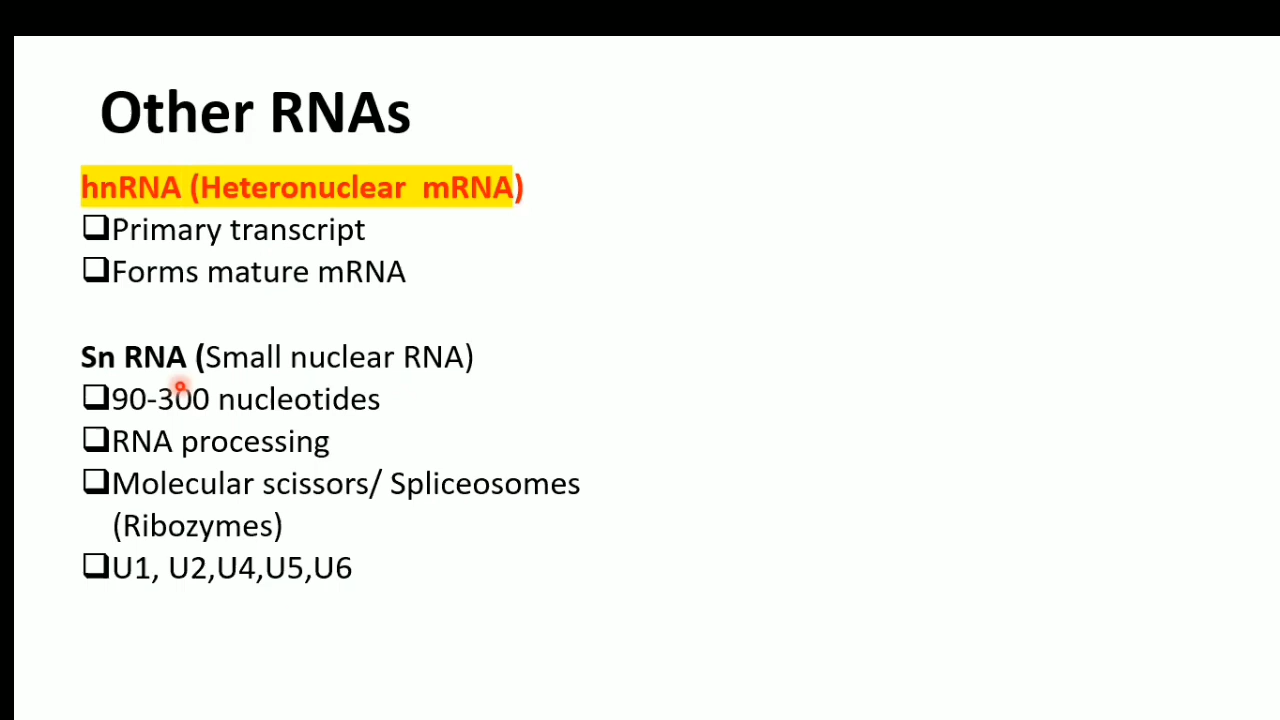 Other RNAs
hnRNA (Heteronuclear mRNA)
❑Primary transcript
❑Forms mature mRNA
Sn RNA (Small nuclear RNA)
❑90-300 nucleotides
❑RNA processing
❑Molecular scissors/ Spliceosomes
(Ribozymes)
❑U1, U2,U4,U5,U6